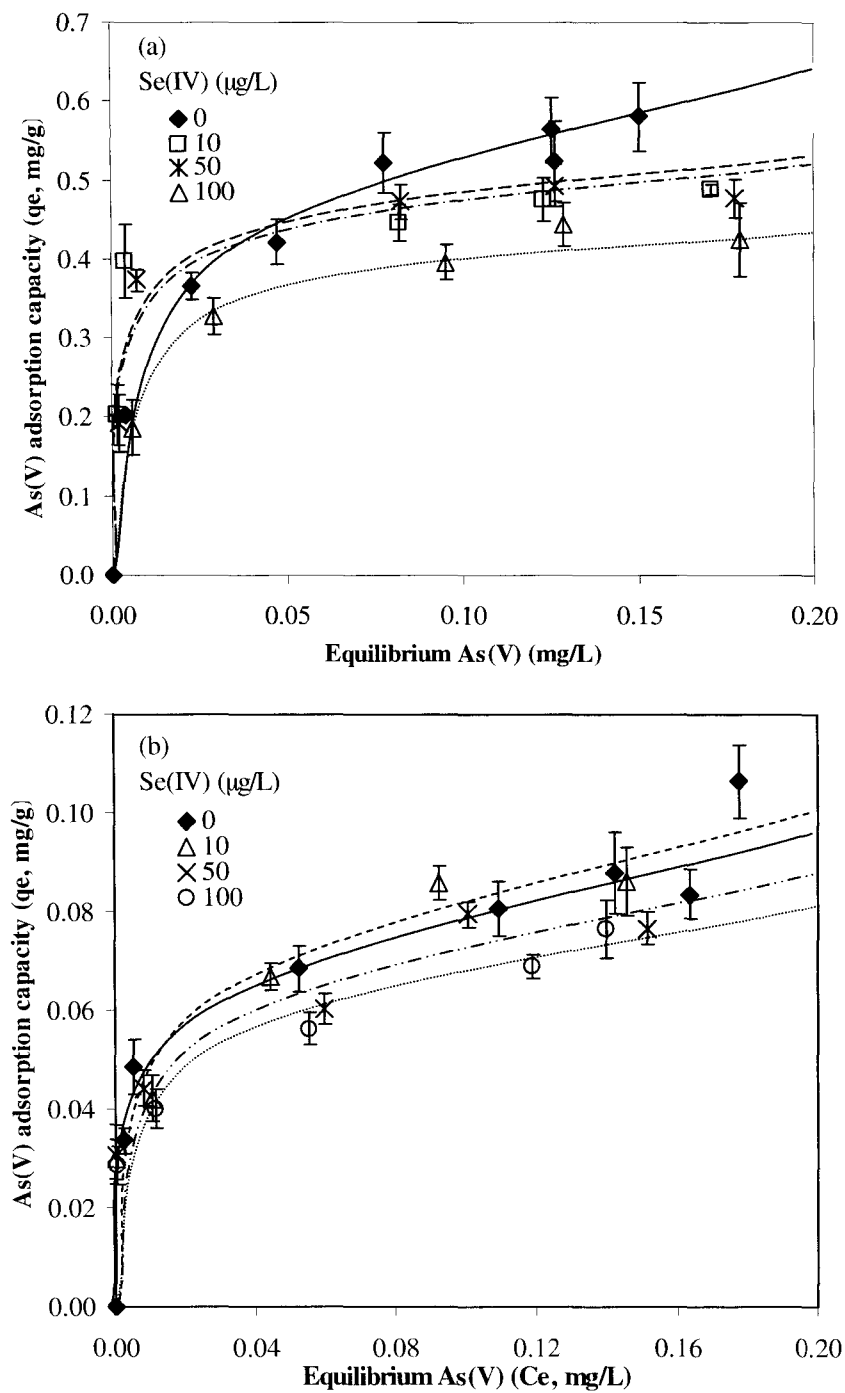 (a)
Se(IV) (µg/L)
0
10
50
100
0.7
0.6
0.5
0.4
0.3
0.2
0.1
0.0
As(V) adsorption capacity (qe, mg/g)
0.00 0.05 0.10 0.15 0.20
Equilibrium As(V) (mg/L)
(b)
Se(IV) (µg/L)
0
10
50
100
0.12
0.10
0.08
0.06
0.04
0.02
0.00
As(V) adsorption capacity (qe, mg/g)
0.00 0.04 0.08 0.12 0.16 0.20
Equilibrium As(V) (Ce, mg/L)